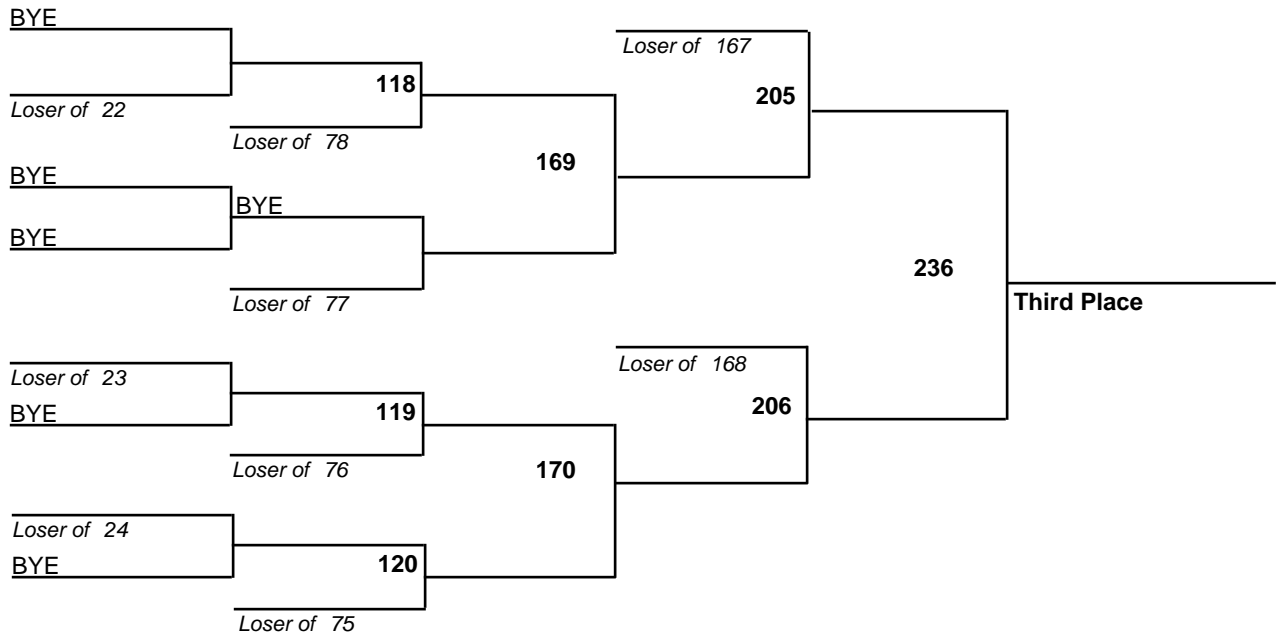 BYE
Loser of 22
118
Loser of 78
BYE
BYE
BYE
Loser of 77
169
Loser of 167
205
236
Third Place
Loser of 23
BYE
119
Loser of 76
Loser of 24
BYE
120
Loser of 75
170
Loser of 168
206